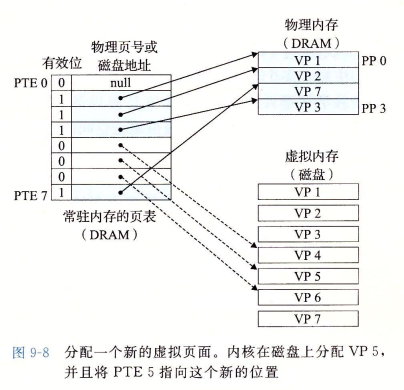 物理页号或
磁盘地址
有效位
PTE 0 0 null
1
1
1
0
0
0
PTE 7 1
常驻内存的页表
（DRAM）
物理内存
（DRAM）
VP 1 PP 0
VP 2
VP 7
VP 3 PP 3
虚拟内存
（磁盘）
VP 1
VP 2
VP 3
VP 4
VP 5
VP 6
VP 7
图 9-8 分配一个新的虚拟页面。内核在磁盘上分配 VP 5，
并且将 PTE 5 指向这个新的位置